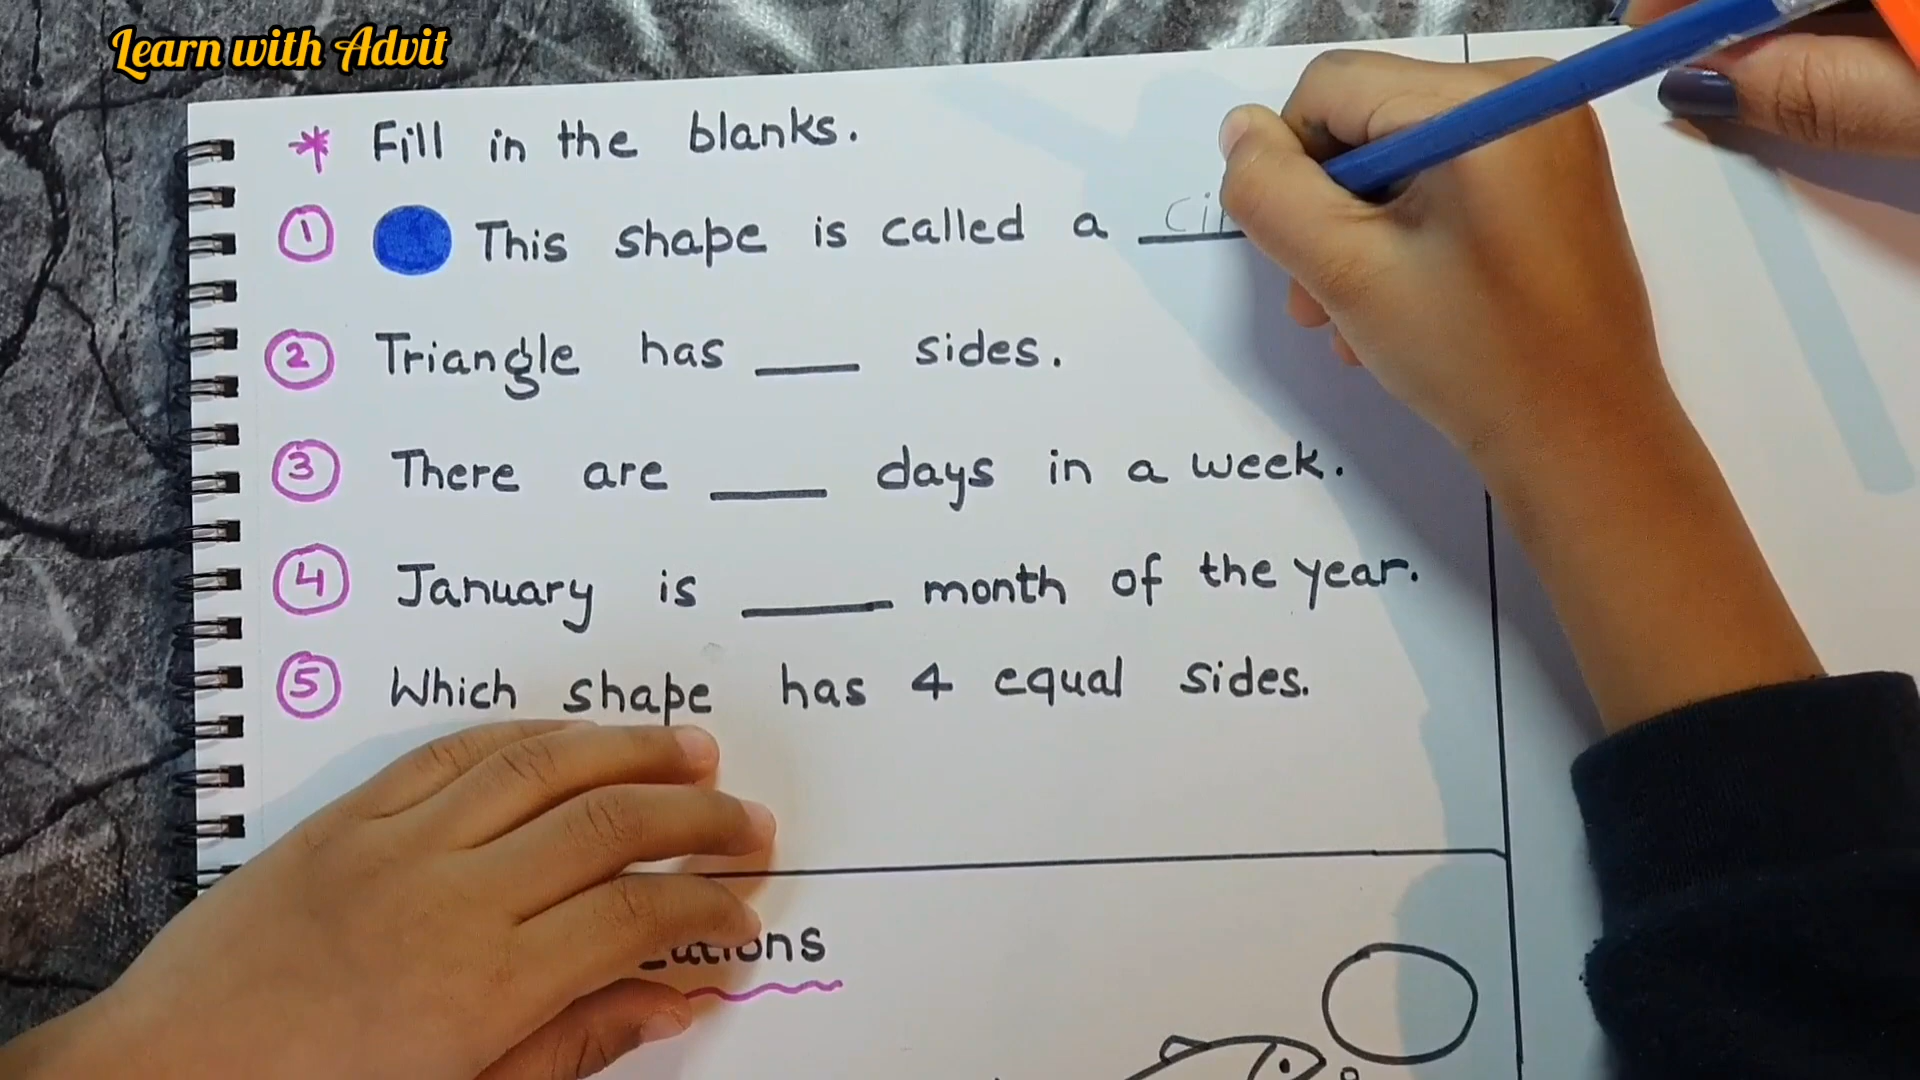 Learn with Advit
* Fill in the blanks.
1 This shape is called a cir
2 Triangle has ___ sides.
3 There are ___ days in a week.
4 January is ____ month of the year.
5 Which shape has 4 equal sides.